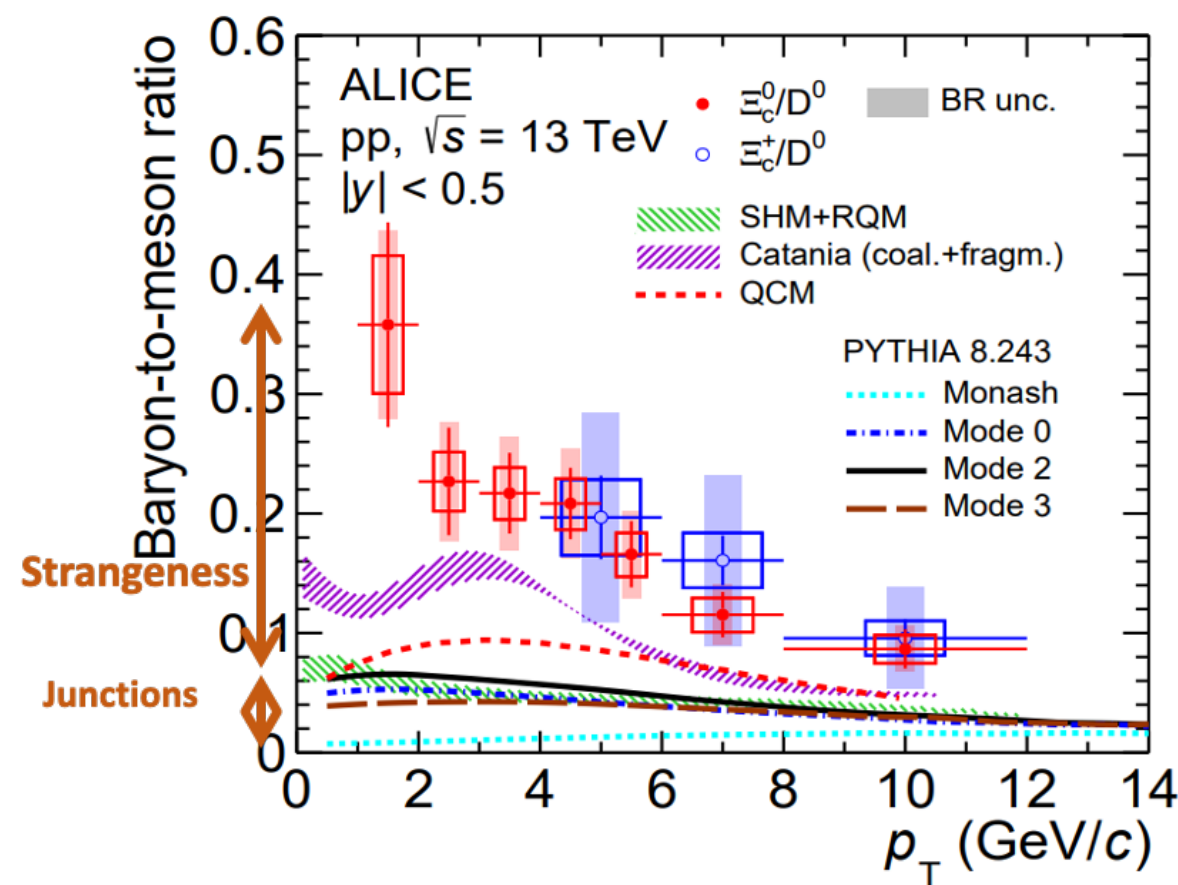 Baryon-to-meson ratio
0.6
0.5
0.4
0.3
0.2
0.1
0
ALICE
pp, √s = 13 TeV
|y| < 0.5
Ξc0/D0
Ξc+/D0
BR unc.
SHM+RQM
Catania (coal.+fragm.)
QCM
PYTHIA 8.243
Monash
Mode 0
Mode 2
Mode 3
Strangeness
Junctions
0 2 4 6 8 10 12 14
pT (GeV/c)